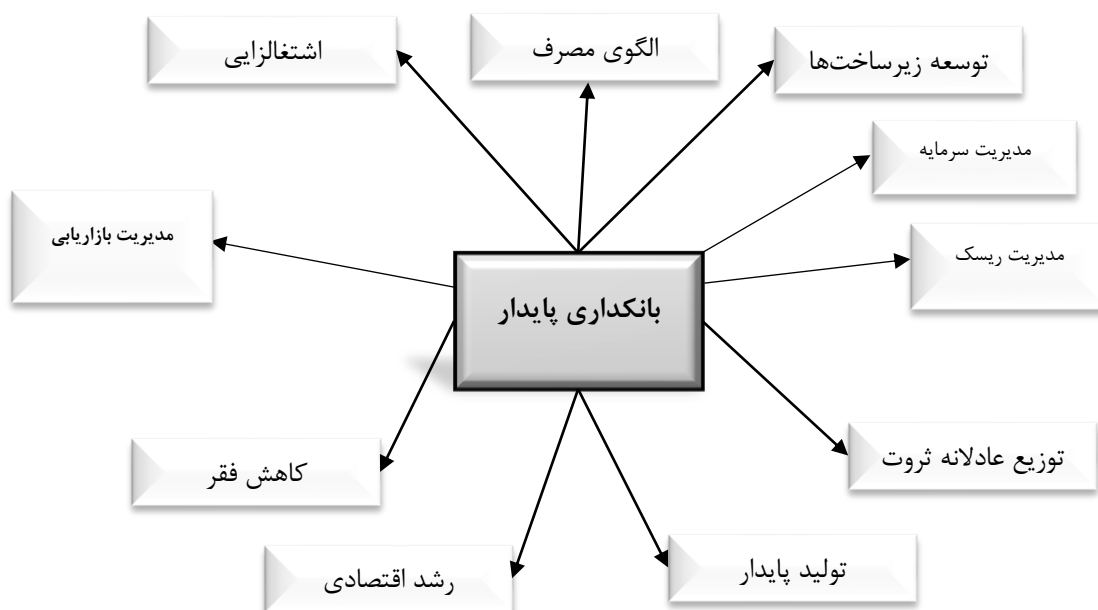 توسعه زیرساخت‌ها
الگوی مصرف
اشتغالزایی
مدیریت سرمایه
مدیریت ریسک
مدیریت بازاریابی
بانکداری پایدار
توزیع عادلانه ثروت
کاهش فقر
تولید پایدار
رشد اقتصادی